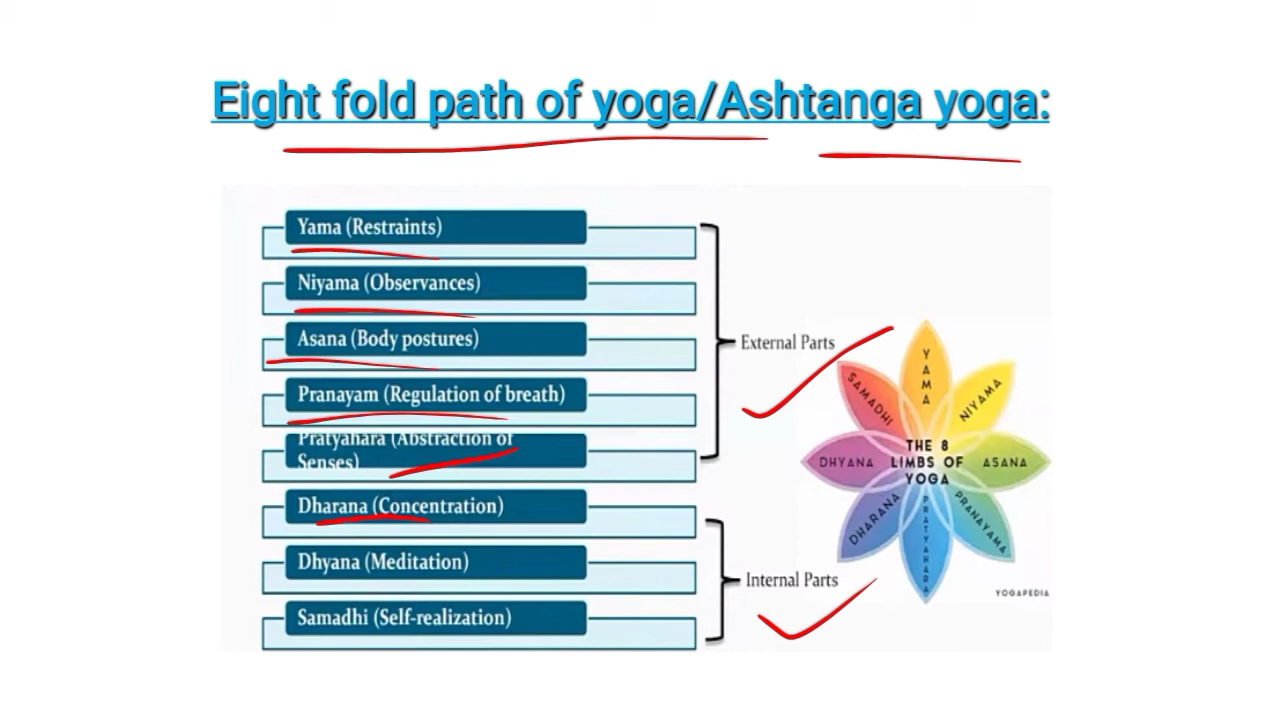 Eight fold path of yoga/Ashtanga yoga:
Yama (Restraints)
Niyama (Observances)
Asana (Body postures)
Pranayam (Regulation of breath)
Pratyahara (Abstraction of
Senses)
Dharana (Concentration)
Dhyana (Meditation)
Samadhi (Self-realization)
External Parts
Internal Parts
YAMA
NIYAMA
ASANA
PRANAYAMA
PRATYAHARA
DHARANA
DHYANA
SAMADHI
THE 8
LIMBS OF
YOGA
YOGAPEDIA